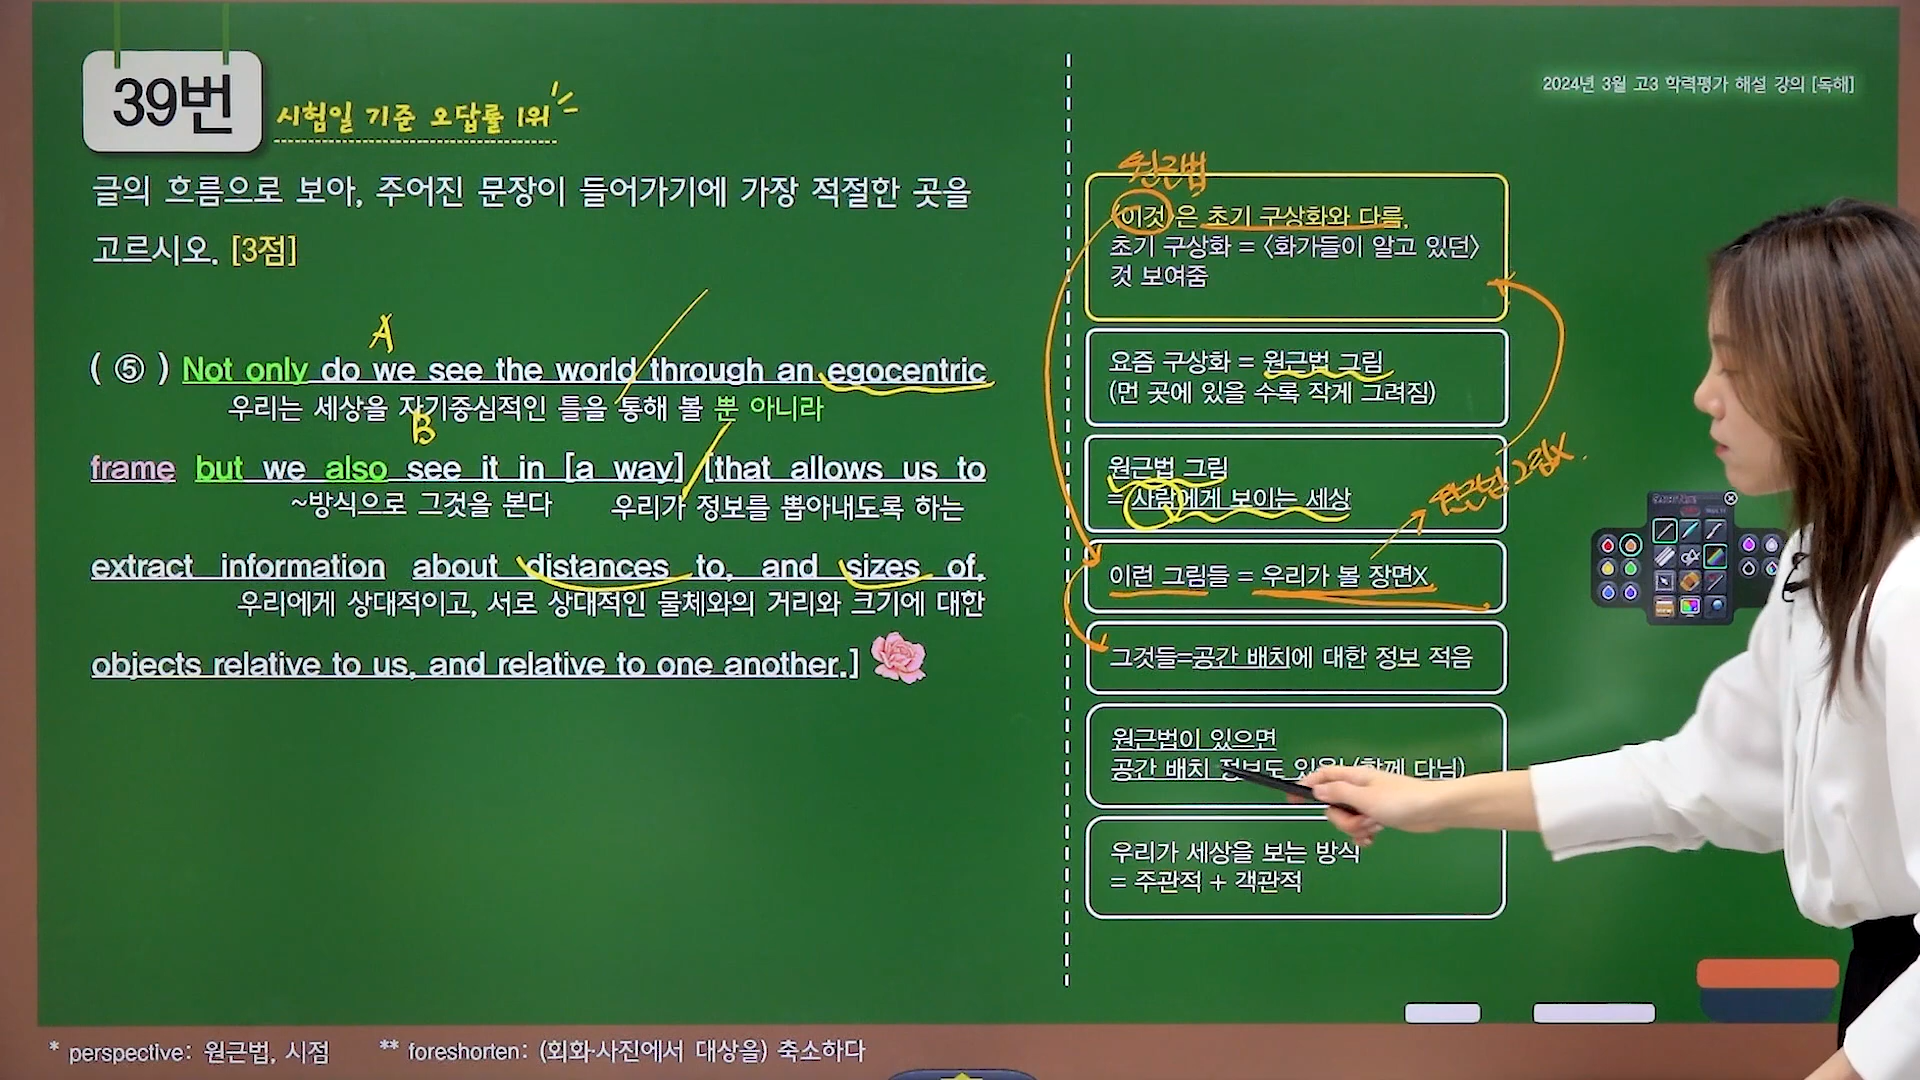 39번
시험일 기준 오답률 1위
2024년 3월 고3 학력평가 해설 강의 [독해]
글의 흐름으로 보아, 주어진 문장이 들어가기에 가장 적절한 곳을
고르시오. [3점]
A
( ⑤ ) Not only do we see the world through an egocentric
우리는 세상을 자기중심적인 틀을 통해 볼 뿐 아니라
B
frame but we also see it in [a way] [that allows us to
~방식으로 그것을 본다 우리가 정보를 뽑아내도록 하는
extract information about distances to, and sizes of,
우리에게 상대적이고, 서로 상대적인 물체와의 거리와 크기에 대한
objects relative to us, and relative to one another.]
원근법
이것은 초기 구상화와 다름,
초기 구상화 = <화가들이 알고 있던>
것 보여줌
요즘 구상화 = 원근법 그림
(먼 곳에 있을 수록 작게 그려짐)
원근법 그림
= 사람에게 보이는 세상
원근법 그림X
이런 그림들 = 우리가 볼 장면X
그것들=공간 배치에 대한 정보 적음
원근법이 있으면
공간 배치 정보도 다님)
우리가 세상을 보는 방식
= 주관적 + 객관적
* perspective: 원근법, 시점 ** foreshorten: (회화·사진에서 대상을) 축소하다